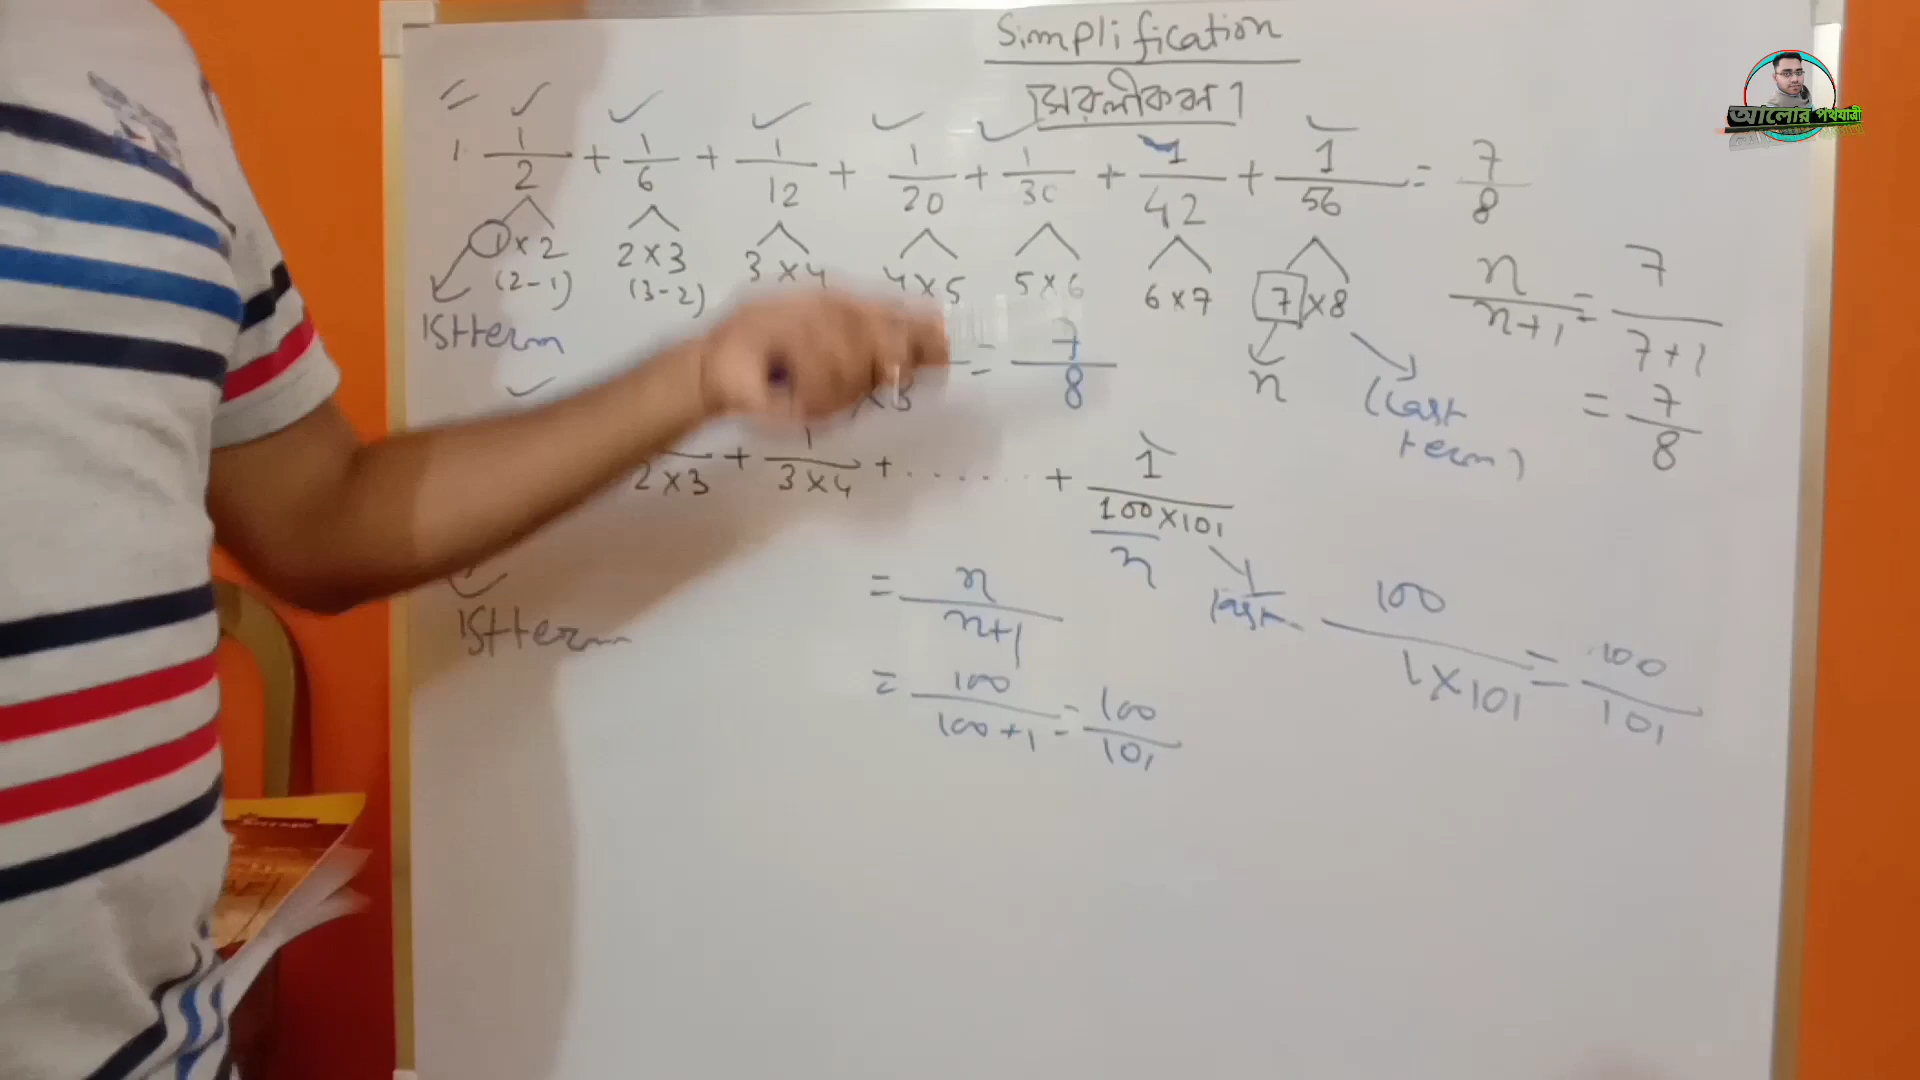 Simplification
সরলীকরণ।
আলোর পথযাত্রী
1. 1/2 + 1/6 + 1/12 + 1/20 + 1/30 + 1/42 + 1/56 = 7/8
1×2 2×3 3×4 4×5 5×6 6×7 7×8
(2-1) (3-2)
1st term
n
(Last term)
n/n+1 = 7/7+1
= 7/8
= 7/8
2×3 + 1/3×4 + ...... + 1/100×101
n
Last
1st term
= n/n+1
= 100/100+1 = 100/101
100/1×101 = 100/101